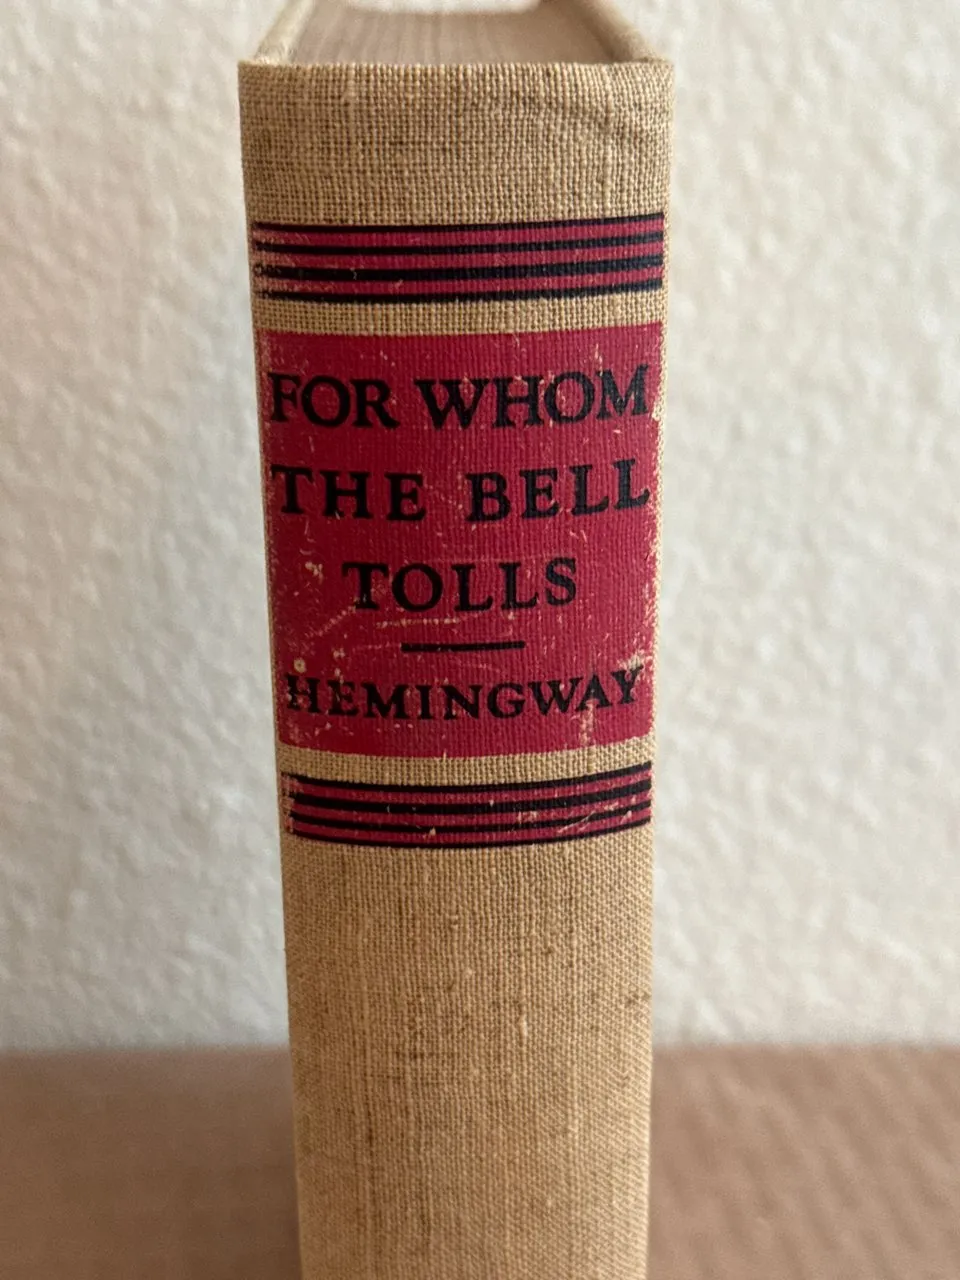 FOR WHOM
THE BELL
TOLLS
HEMINGWAY